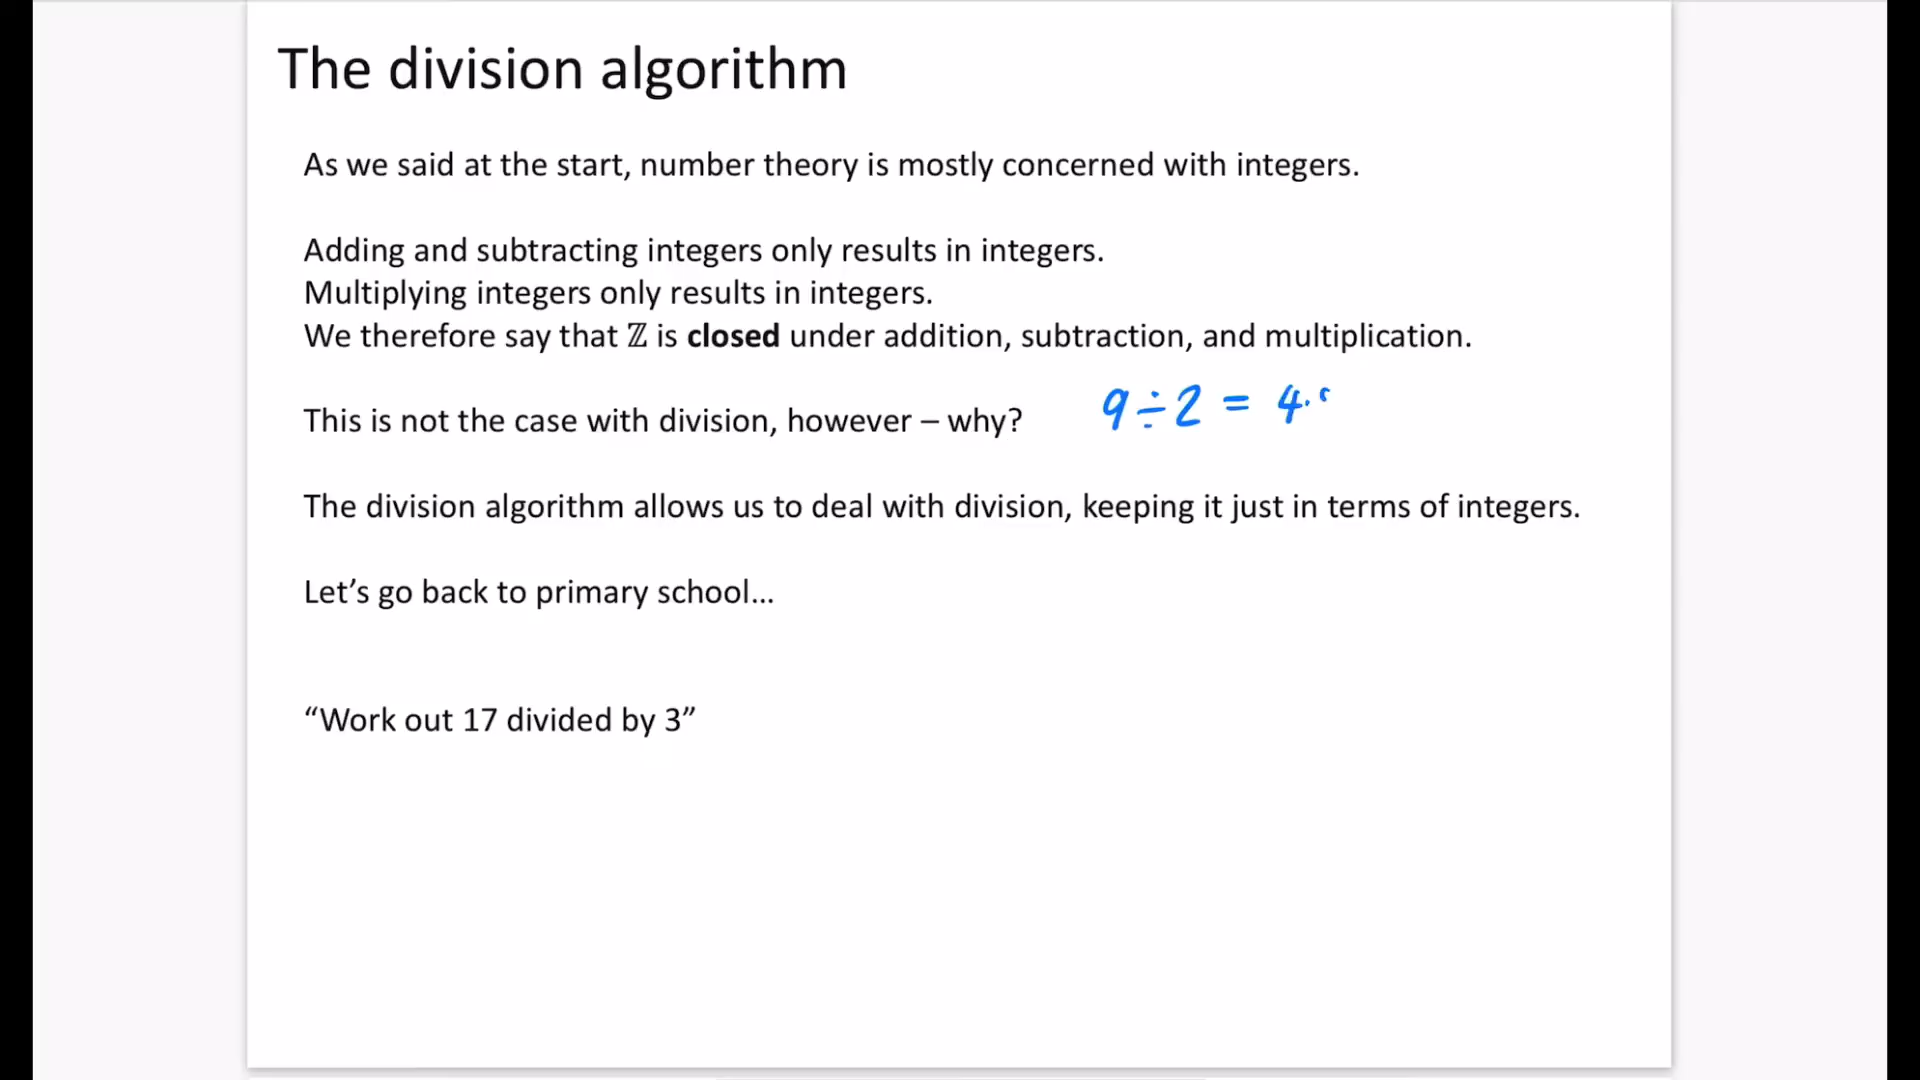 The division algorithm
As we said at the start, number theory is mostly concerned with integers.
Adding and subtracting integers only results in integers.
Multiplying integers only results in integers.
We therefore say that ℤ is closed under addition, subtraction, and multiplication.
This is not the case with division, however – why?
9 ÷ 2 = 4.
The division algorithm allows us to deal with division, keeping it just in terms of integers.
Let’s go back to primary school…
“Work out 17 divided by 3”